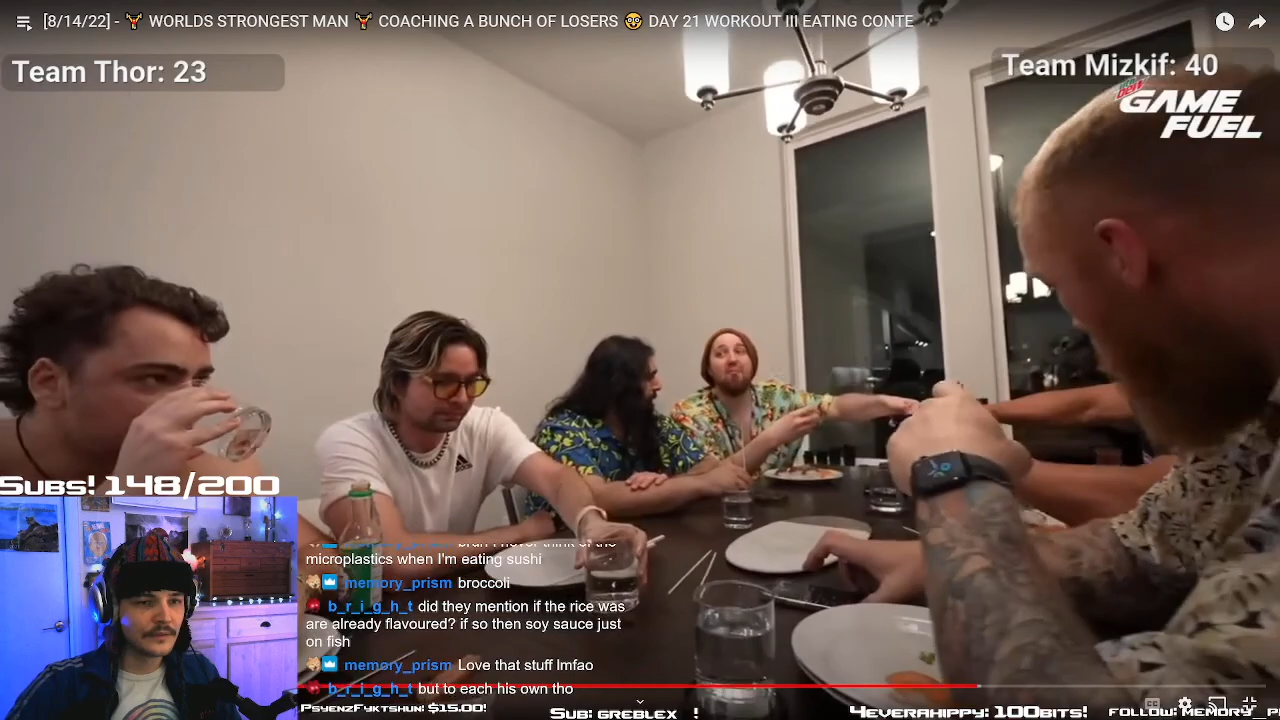 [8/14/22] - 🏋 WORLDS STRONGEST MAN 🏋 COACHING A BUNCH OF LOSERS 🤓 DAY 21 WORKOUT III EATING CONTE
Team Thor: 23
Team Mizkif: 40
GAME
FUEL
SUBS! 148/200
microplastics when I'm eating sushi
memory_prism broccoli
b_r_i_g_h_t did they mention if the rice was
are already flavoured? if so then soy sauce just
on fish
memory_prism Love that stuff lmfao
b_r_i_g_h_t but to each his own tho
PSYENZFYKTSHUN: $15.00!
SUB: GREBLEX !
4EVERAHIPPY: 100BITS!
FOLLOW: MEMORY_P